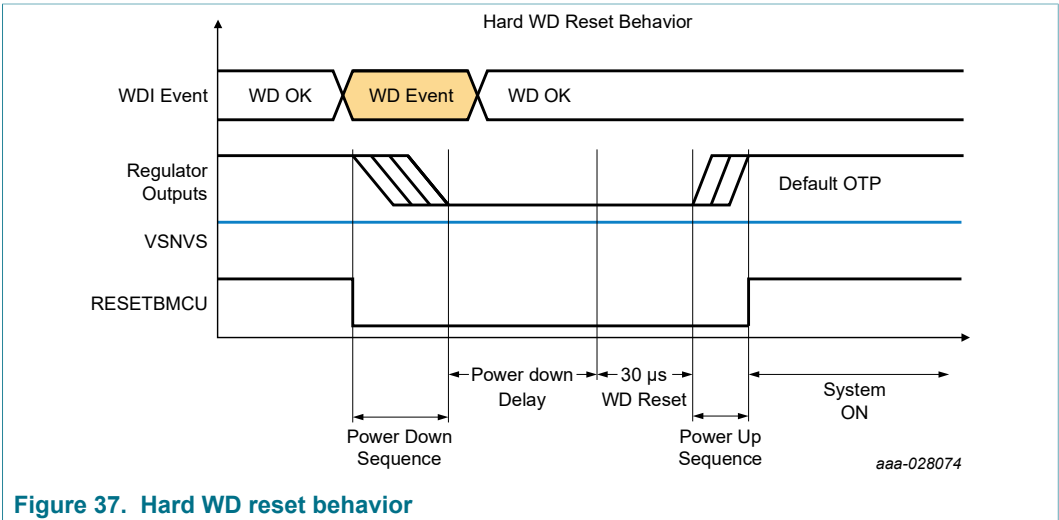 Hard WD Reset Behavior
WDI Event
WD OK
WD Event
WD OK
Regulator
Outputs
Default OTP
VSNVS
RESETBMCU
Power down
Delay
30 µs
WD Reset
System
ON
Power Down
Sequence
Power Up
Sequence
aaa-028074
Figure 37. Hard WD reset behavior